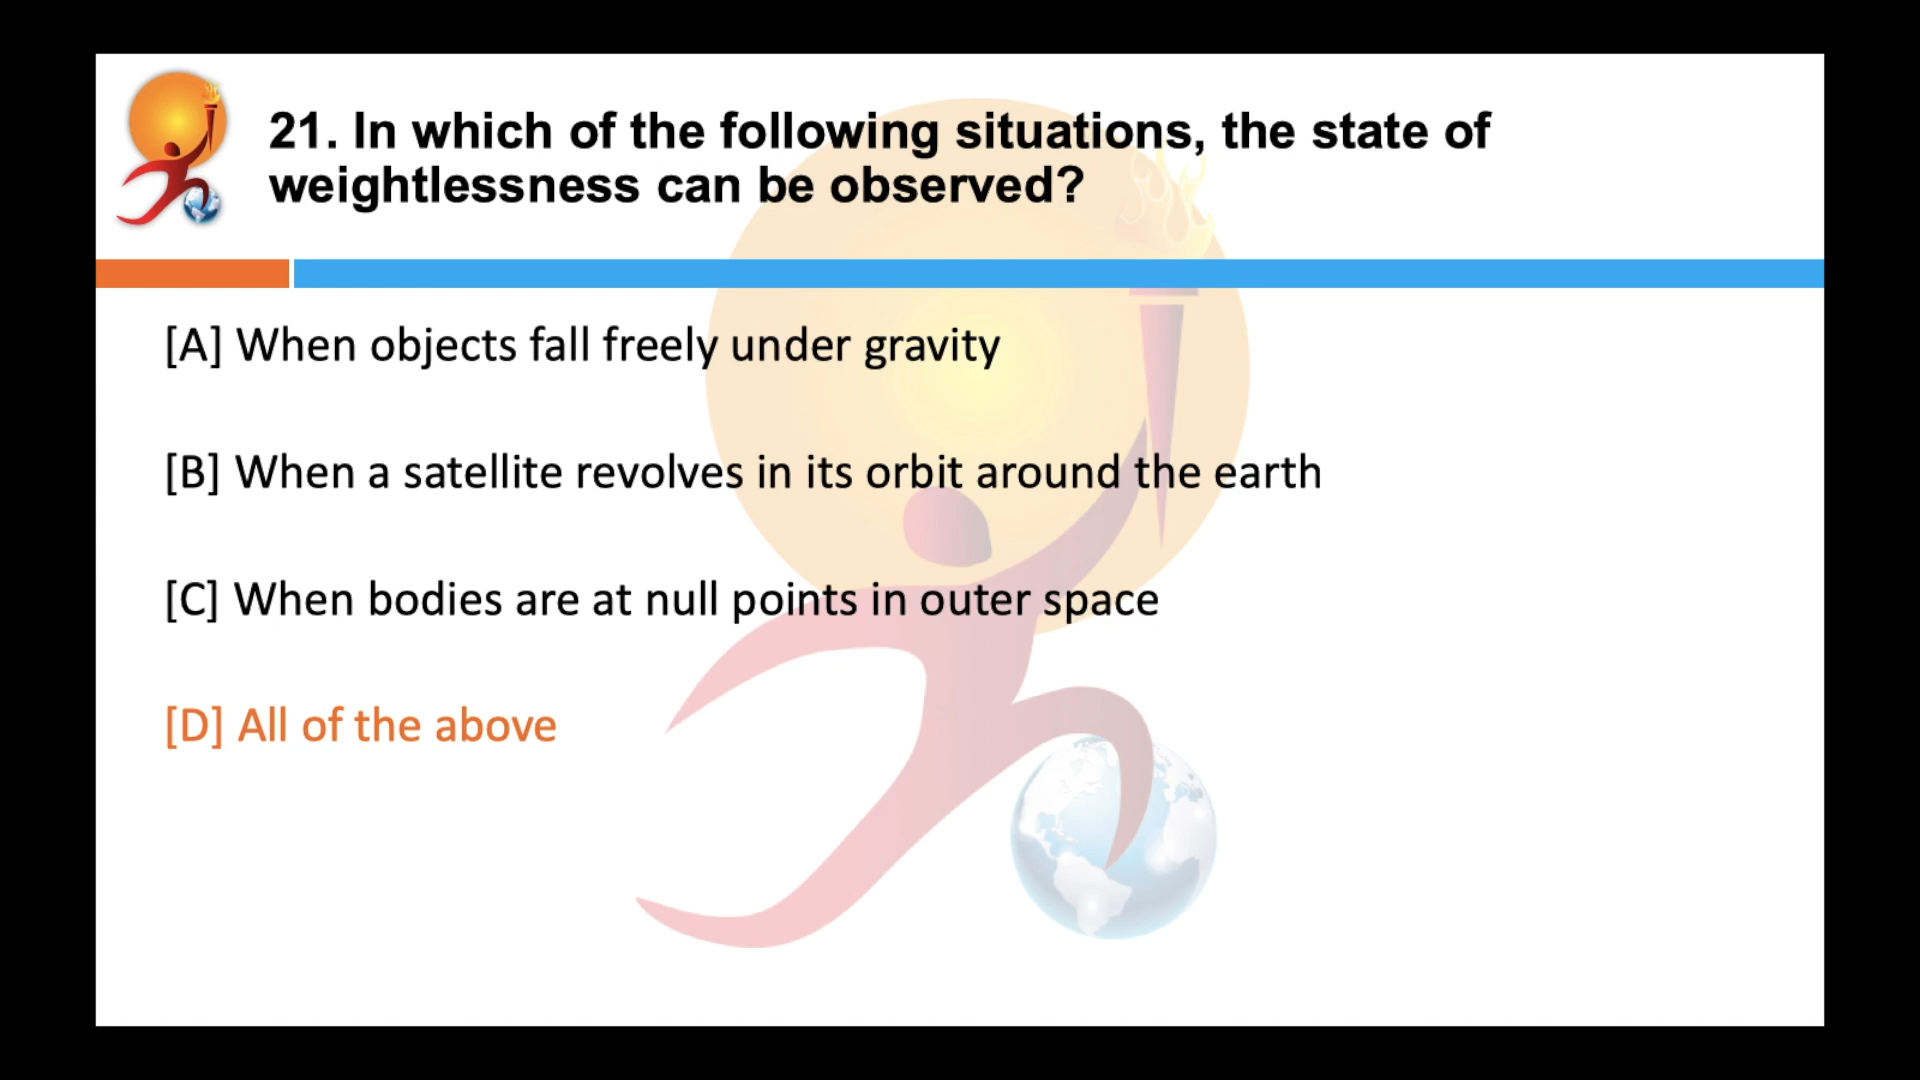 21. In which of the following situations, the state of
weightlessness can be observed?
[A] When objects fall freely under gravity
[B] When a satellite revolves in its orbit around the earth
[C] When bodies are at null points in outer space
[D] All of the above